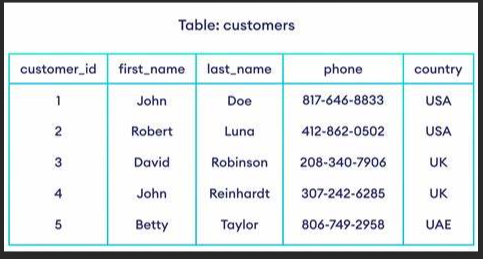 Table: customers
customer_id first_name last_name phone country
1 John Doe 817-646-8833 USA
2 Robert Luna 412-862-0502 USA
3 David Robinson 208-340-7906 UK
4 John Reinhardt 307-242-6285 UK
5 Betty Taylor 806-749-2958 UAE